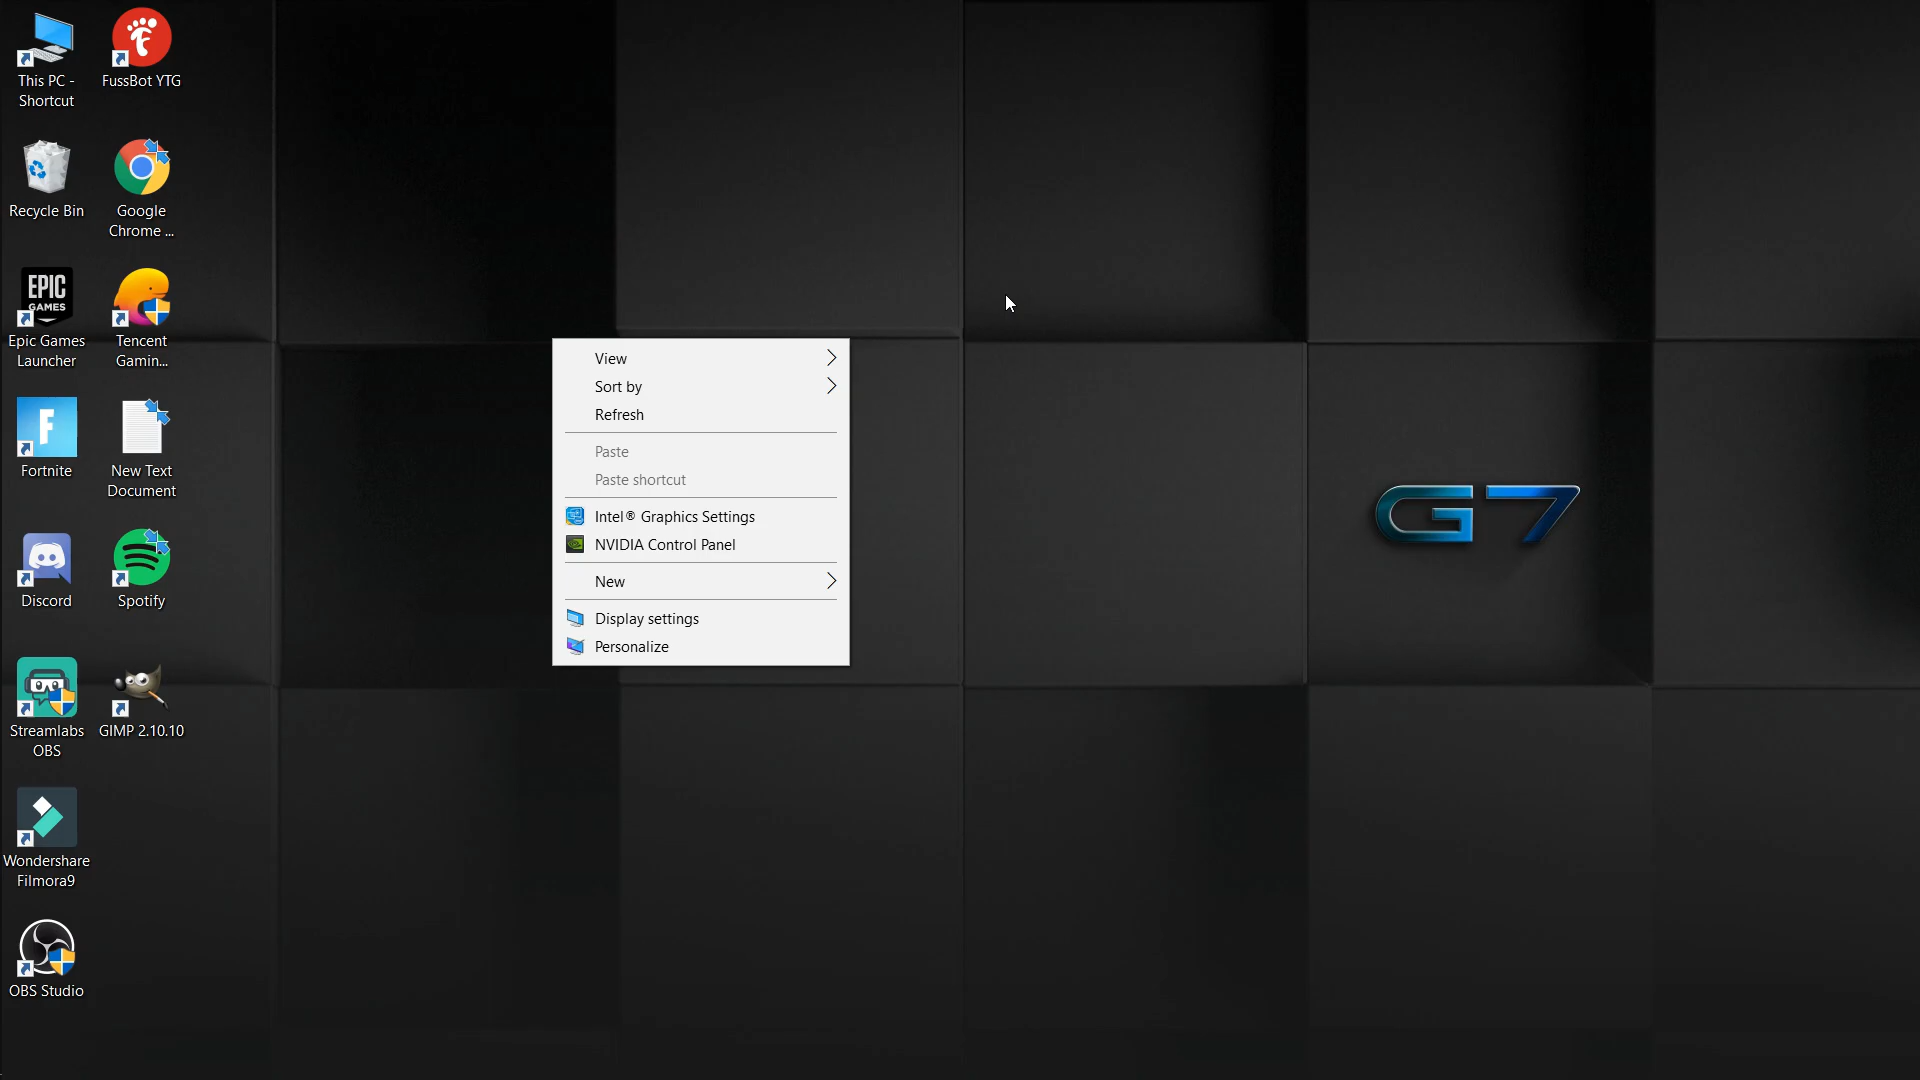 This PC -
Shortcut
FussBot YTG
Recycle Bin
Google
Chrome ...
EPIC
GAMES
Epic Games
Launcher
Tencent
Gamin...
F
Fortnite
New Text
Document
Discord
Spotify
Streamlabs
OBS
GIMP 2.10.10
Wondershare
Filmora9
OBS Studio
View
Sort by
Refresh
Paste
Paste shortcut
Intel® Graphics Settings
NVIDIA Control Panel
New
Display settings
Personalize
G7